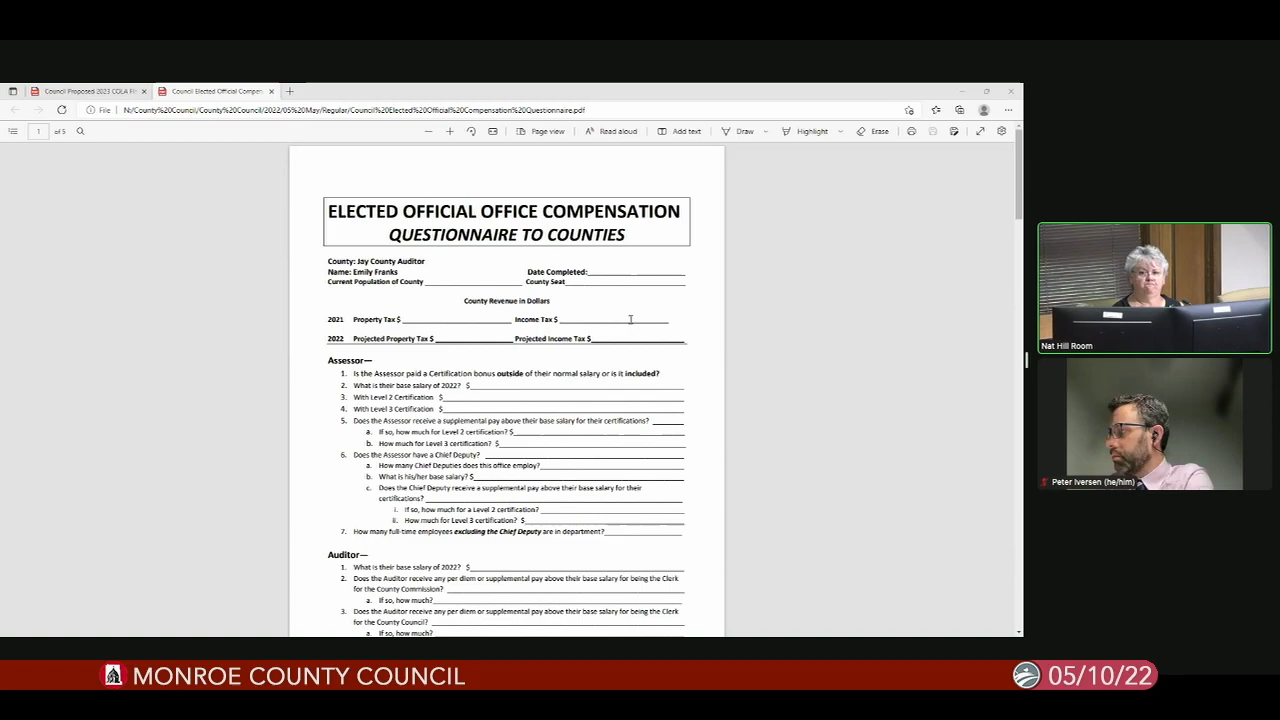 Council Proposed 2023 COLA Fi
Council Elected Official Compen
File
N:/County%20Council/County%20Council/2022/05%20May/Regular/Council%20Elected%20Official%20Compensation%20Questionnaire.pdf
1 of 5
Page view
Read aloud
Add text
Draw
Highlight
Erase
ELECTED OFFICIAL OFFICE COMPENSATION
QUESTIONNAIRE TO COUNTIES
County: Jay County Auditor
Name: Emily Franks Date Completed:
Current Population of County County Seat
County Revenue in Dollars
2021 Property Tax $ Income Tax $
2022 Projected Property Tax $ Projected Income Tax $
Assessor—
1. Is the Assessor paid a Certification bonus outside of their normal salary or is it included?
2. What is their base salary of 2022? $
3. With Level 2 Certification $
4. With Level 3 Certification $
5. Does the Assessor receive a supplemental pay above their base salary for their certifications?
a. If so, how much for Level 2 certification? $
b. How much for Level 3 certification? $
6. Does the Assessor have a Chief Deputy?
a. How many Chief Deputies does this office employ?
b. What is his/her base salary? $
c. Does the Chief Deputy receive a supplemental pay above their base salary for their
certifications?
i. If so, how much for a Level 2 certification?
ii. How much for Level 3 certification? $
7. How many full-time employees excluding the Chief Deputy are in department?
Auditor—
1. What is their base salary of 2022? $
2. Does the Auditor receive any per diem or supplemental pay above their base salary for being the Clerk
for the County Commission?
a. If so, how much?
3. Does the Auditor receive any per diem or supplemental pay above their base salary for being the Clerk
for the County Council?
a. If so, how much?
Nat Hill Room
Peter Iversen (he/him)
MONROE COUNTY COUNCIL
05/10/22